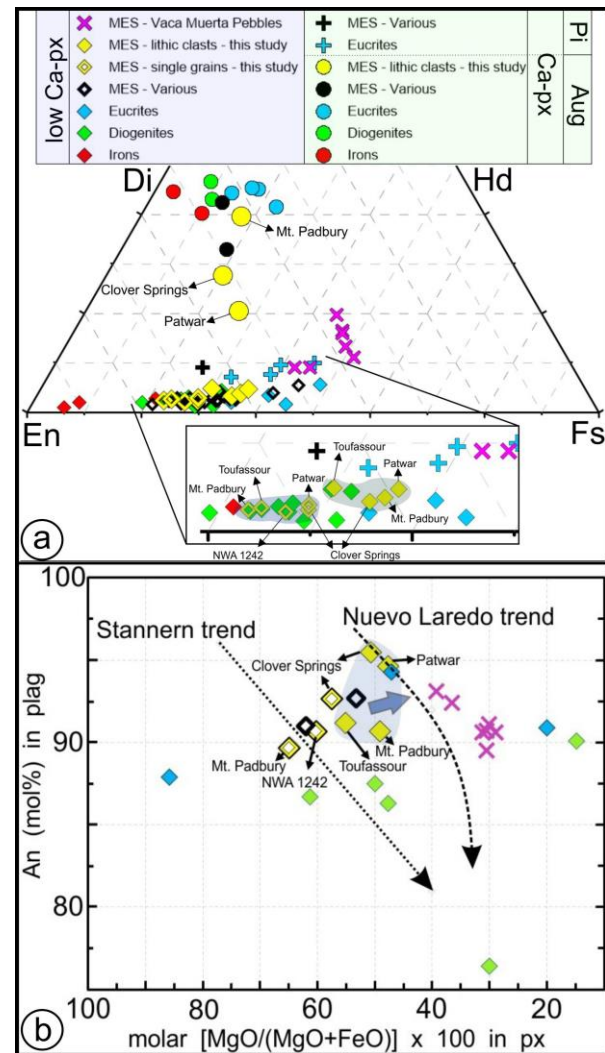 low Ca-px
MES - Vaca Muerta Pebbles
MES - lithic clasts - this study
MES - single grains - this study
MES - Various
Eucrites
Diogenites
Irons
MES - Various
Eucrites
MES - lithic clasts - this study
MES - Various
Eucrites
Diogenites
Irons
Ca-px
Pi
Aug
Di
Hd
Mt. Padbury
Clover Springs
Patwar
En
Fs
Toufassour
Patwar
Patwar
Mt. Padbury
Mt. Padbury
NWA 1242
Clover Springs
a
100
90
80
An (mol%) in plag
Stannern trend
Nuevo Laredo trend
Clover Springs
Patwar
Mt. Padbury
Mt. Padbury
NWA 1242
Toufassour
100
80
60
40
20
molar [MgO/(MgO+FeO)] x 100 in px
b